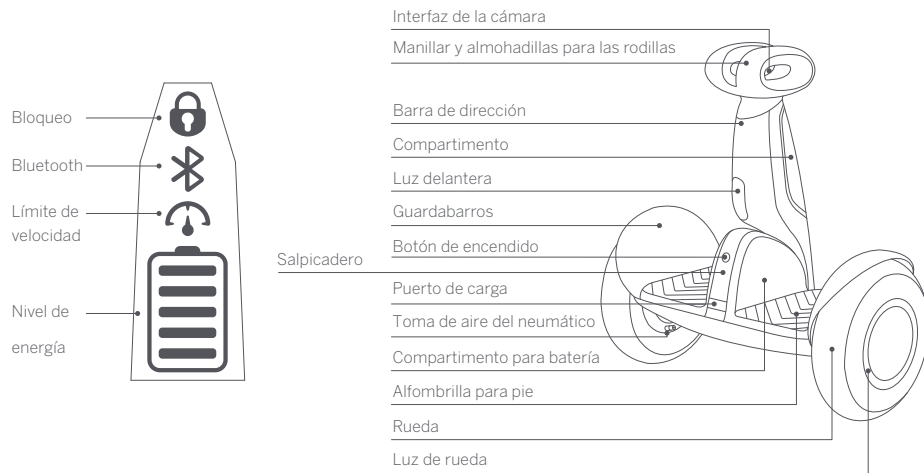 Bloqueo
Bluetooth
Límite de
velocidad
Nivel de
energía
Salpicadero
Interfaz de la cámara
Manillar y almohadillas para las rodillas
Barra de dirección
Compartimento
Luz delantera
Guardabarros
Botón de encendido
Puerto de carga
Toma de aire del neumático
Compartimento para batería
Alfombrilla para pie
Rueda
Luz de rueda